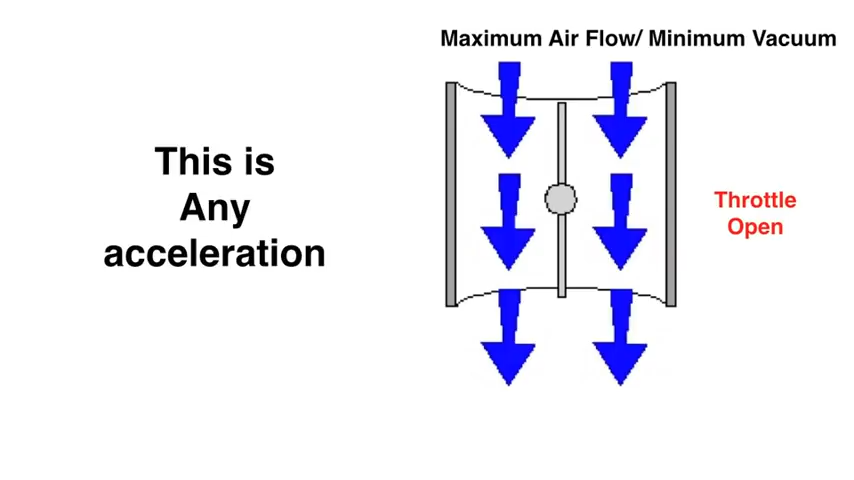 Maximum Air Flow/ Minimum Vacuum
This is
Any
acceleration
Throttle
Open